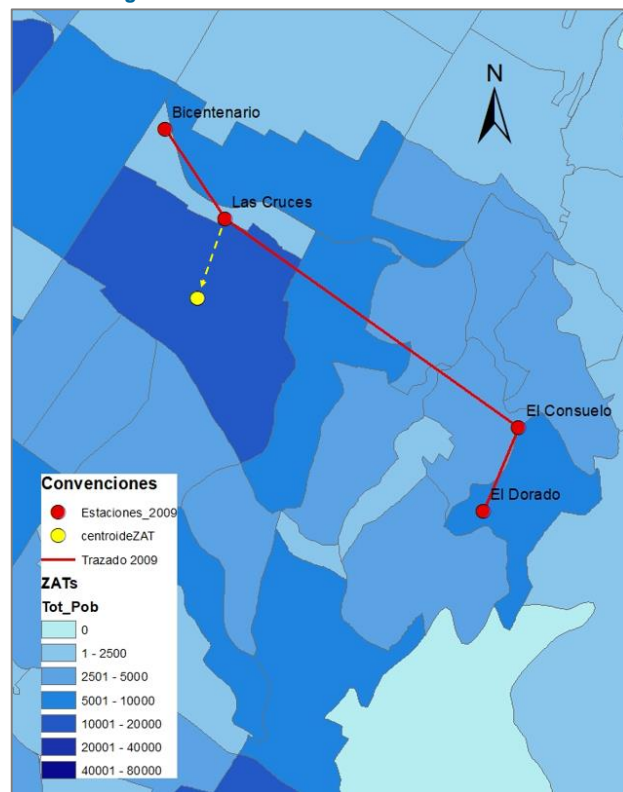 N
Bicentenario
Las Cruces
El Consuelo
El Dorado
Convenciones
Estaciones_2009
centroideZAT
Trazado 2009
ZATs
Tot_Pob
0
1 - 2500
2501 - 5000
5001 - 10000
10001 - 20000
20001 - 40000
40001 - 80000